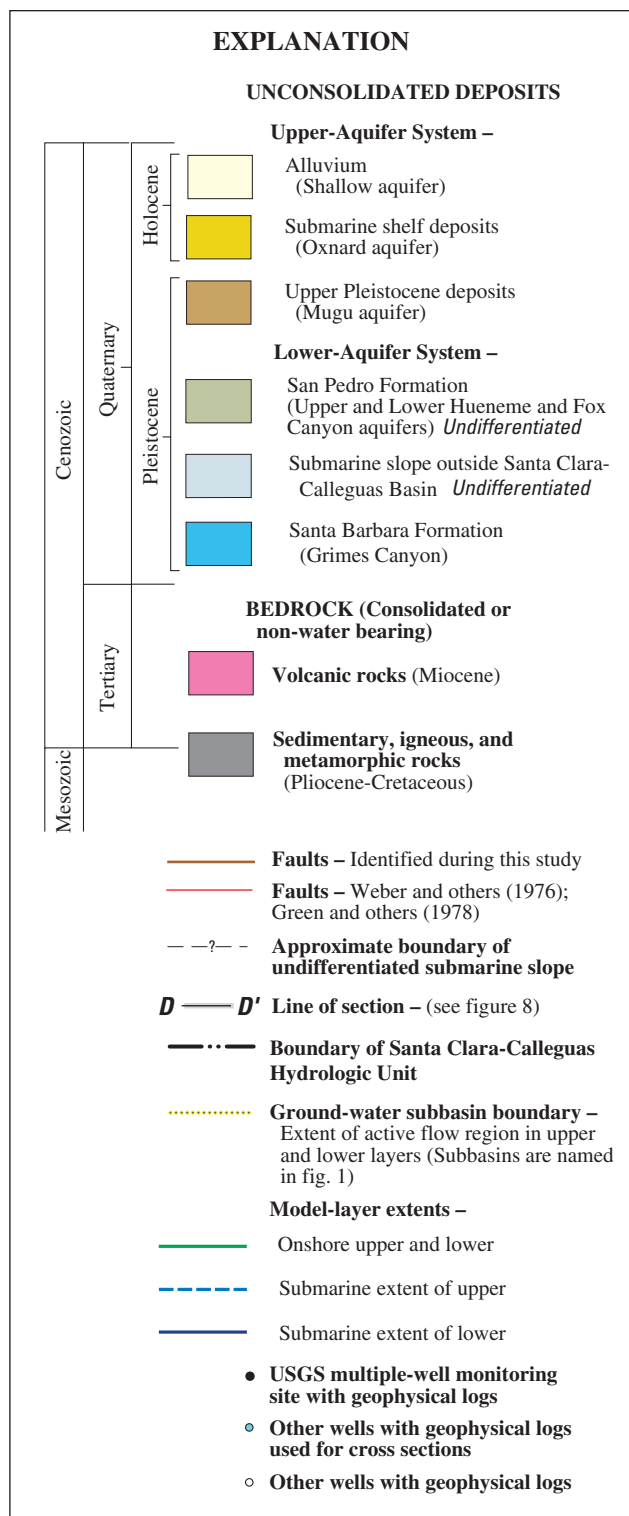 EXPLANATION
UNCONSOLIDATED DEPOSITS
Upper-Aquifer System –
Alluvium
(Shallow aquifer)
Submarine shelf deposits
(Oxnard aquifer)
Upper Pleistocene deposits
(Mugu aquifer)
Lower-Aquifer System –
San Pedro Formation
(Upper and Lower Hueneme and Fox
Canyon aquifers) Undifferentiated
Submarine slope outside Santa Clara-
Calleguas Basin Undifferentiated
Santa Barbara Formation
(Grimes Canyon)
BEDROCK (Consolidated or
non-water bearing)
Volcanic rocks (Miocene)
Sedimentary, igneous, and
metamorphic rocks
(Pliocene-Cretaceous)
Cenozoic
Mesozoic
Quaternary
Tertiary
Holocene
Pleistocene
Faults – Identified during this study
Faults – Weber and others (1976);
Green and others (1978)
?
Approximate boundary of
undifferentiated submarine slope
D D' Line of section – (see figure 8)
Boundary of Santa Clara-Calleguas
Hydrologic Unit
Ground-water subbasin boundary –
Extent of active flow region in upper
and lower layers (Subbasins are named
in fig. 1)
Model-layer extents –
Onshore upper and lower
Submarine extent of upper
Submarine extent of lower
USGS multiple-well monitoring
site with geophysical logs
Other wells with geophysical logs
used for cross sections
Other wells with geophysical logs